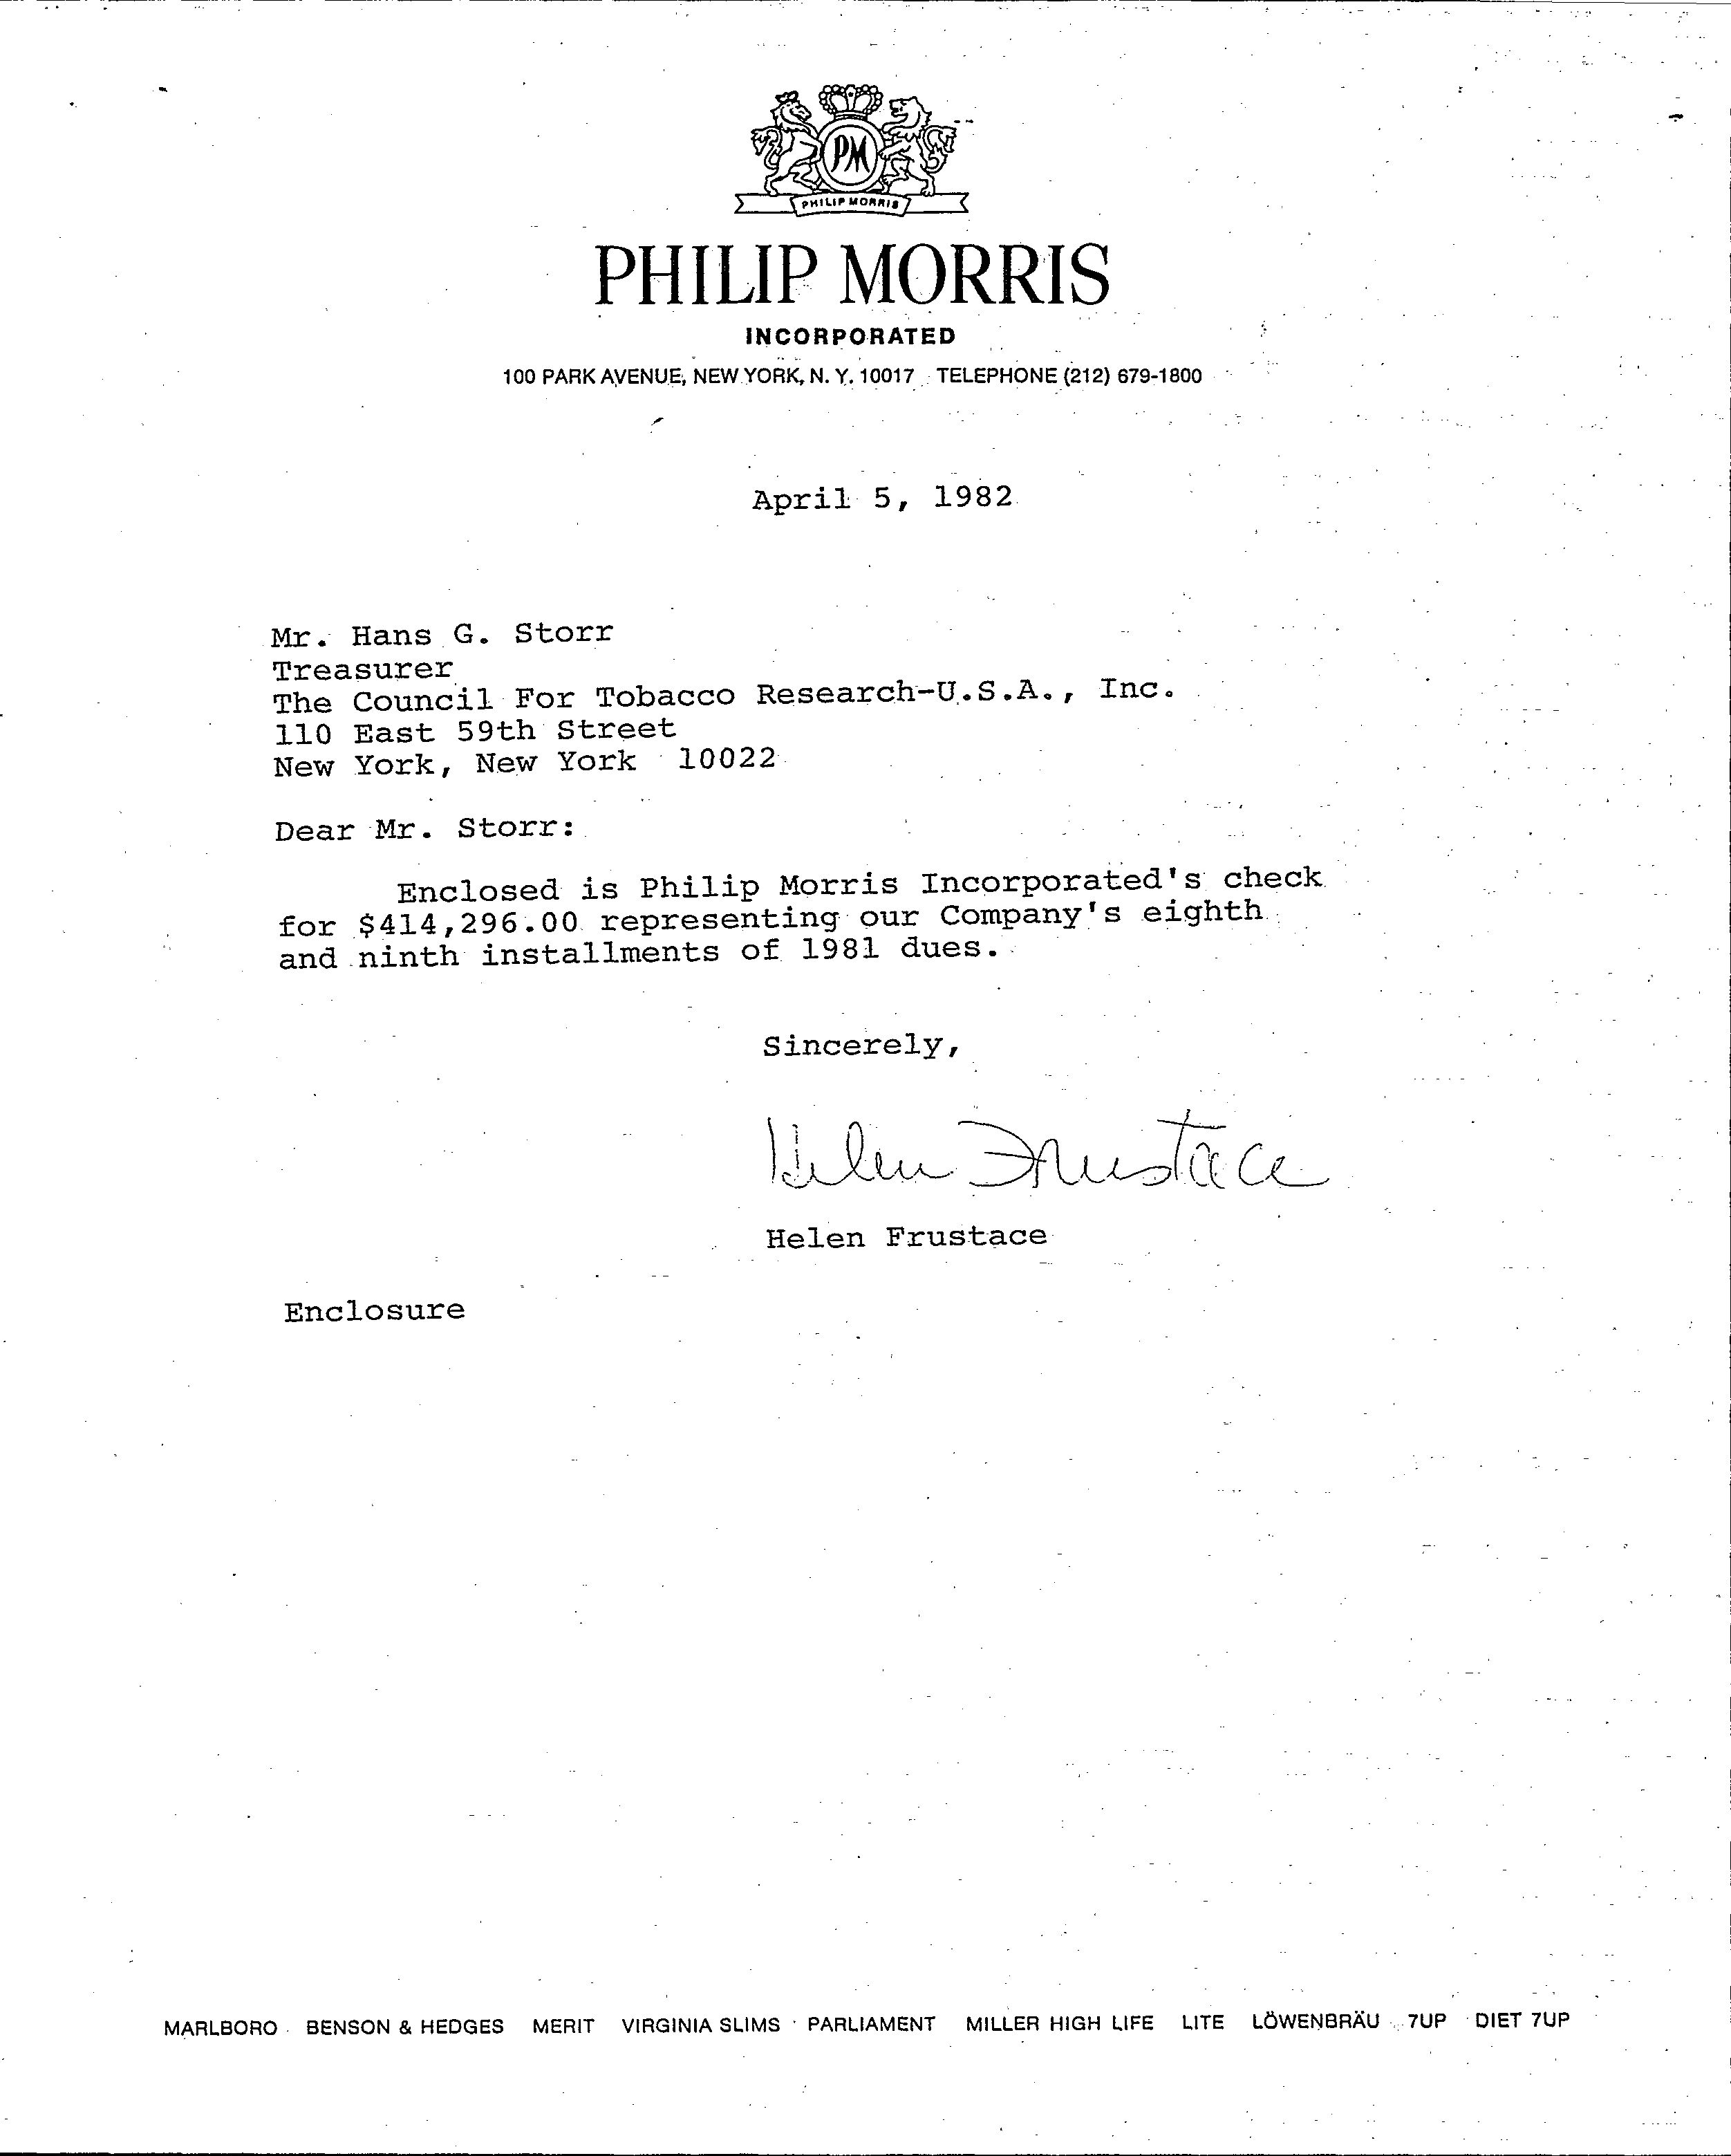 PM
PHILIP MORRIS
PHILIP MORRIS
INCORPORATED
100 PARK AVENUE, NEW YORK, N. Y. 10017 TELEPHONE (212) 679-1800
April 5, 1982
Mr. Hans G. Storr
Treasurer
The Council For Tobacco Research-U.S.A., Inc.
110 East 59th Street
New York, New York 10022
Dear Mr. Storr:
Enclosed is Philip Morris Incorporated's check
for $414,296.00 representing our Company's eighth
and ninth installments of 1981 dues.
Sincerely,
Helen Frustace
Helen Frustace
Enclosure
MARLBORO BENSON & HEDGES MERIT VIRGINIA SLIMS PARLIAMENT MILLER HIGH LIFE LITE LÖWENBRÄU 7UP DIET 7UP